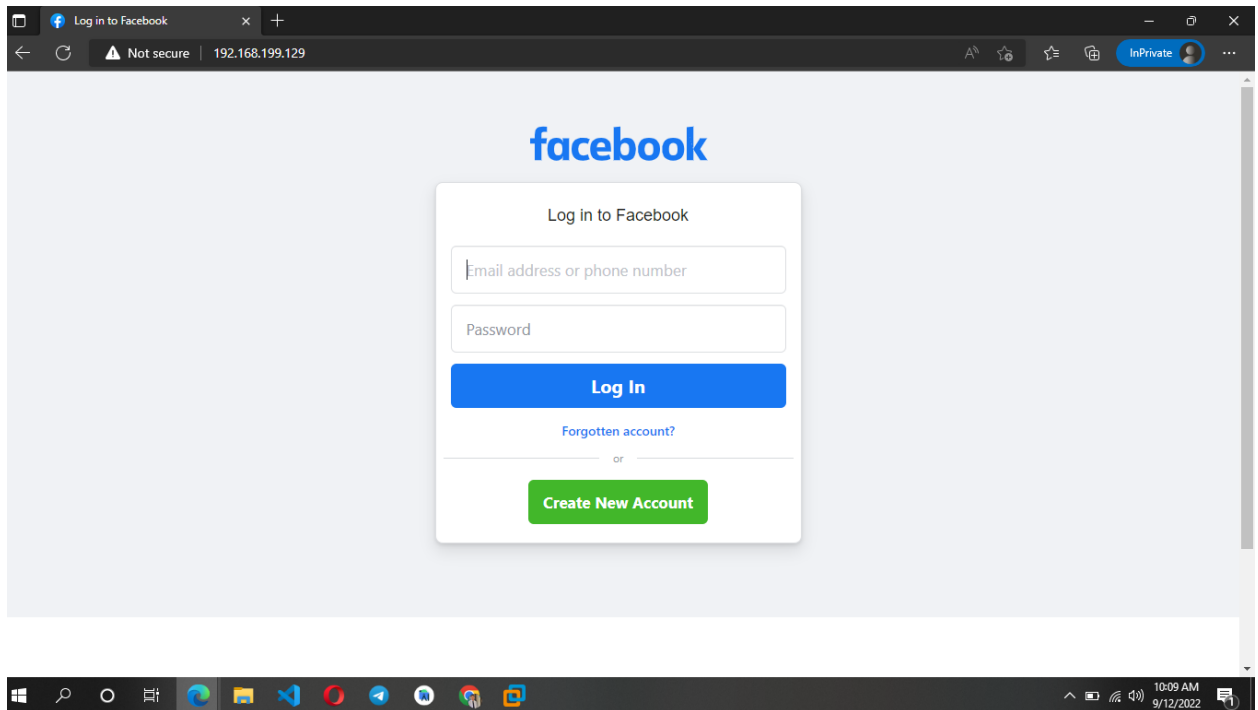 Log in to Facebook
Not secure 192.168.199.129
InPrivate
facebook
Log in to Facebook
Email address or phone number
Password
Log In
Forgotten account?
or
Create New Account
10:09 AM
9/12/2022